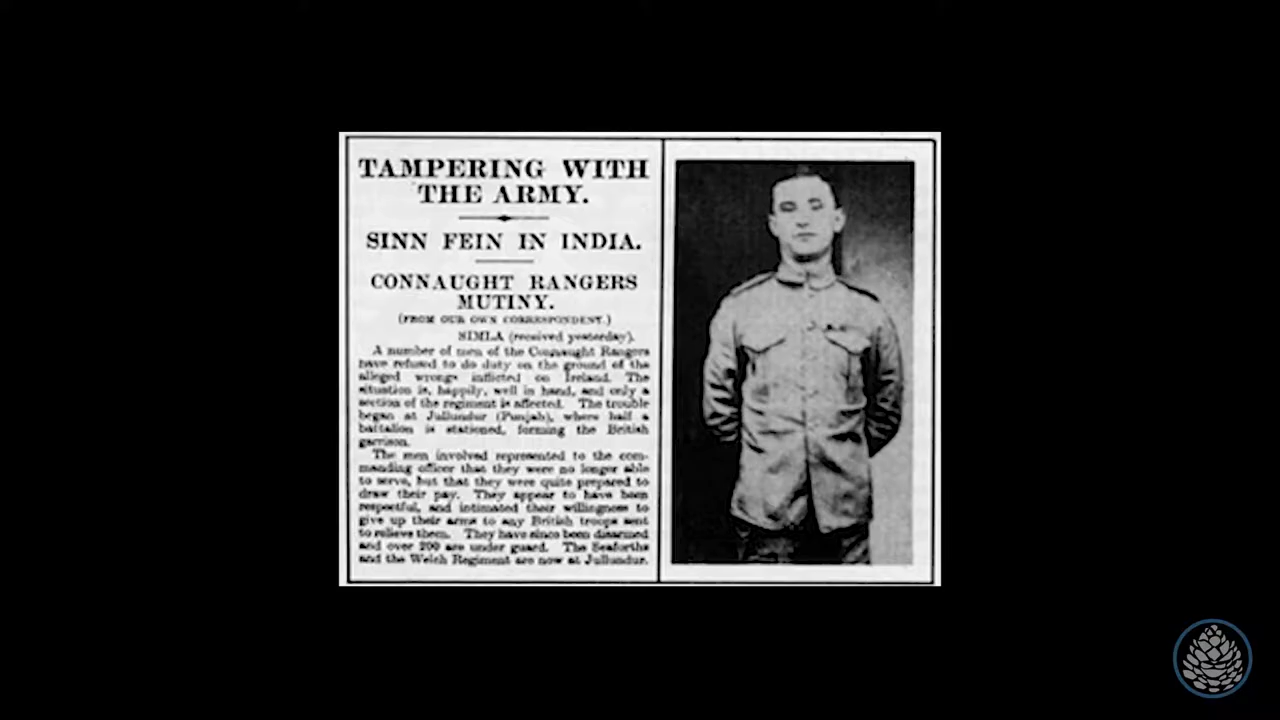 TAMPERING WITH
THE ARMY.
SINN FEIN IN INDIA.
CONNAUGHT RANGERS
MUTINY.
(FROM OUR OWN CORRESPONDENT.)
SIMLA (received yesterday).
A number of men of the Connaught Rangers
have refused to do duty on the ground of the
alleged wrongs inflicted on Ireland. The
situation is, happily, well in hand, and only a
section of the regiment is affected. The trouble
began at Jullundur (Punjab), where half a
battalion is stationed, forming the British
garrison.
The men involved represented to the com-
manding officer that they were no longer able
to serve, but that they were quite prepared to
draw their pay. They appear to have been
respectful, and intimated their willingness to
give up their arms to any British troops sent
to relieve them. They have since been disarmed
and over 200 are under guard. The Seaforths
and the Welch Regiment are now at Jullundur.